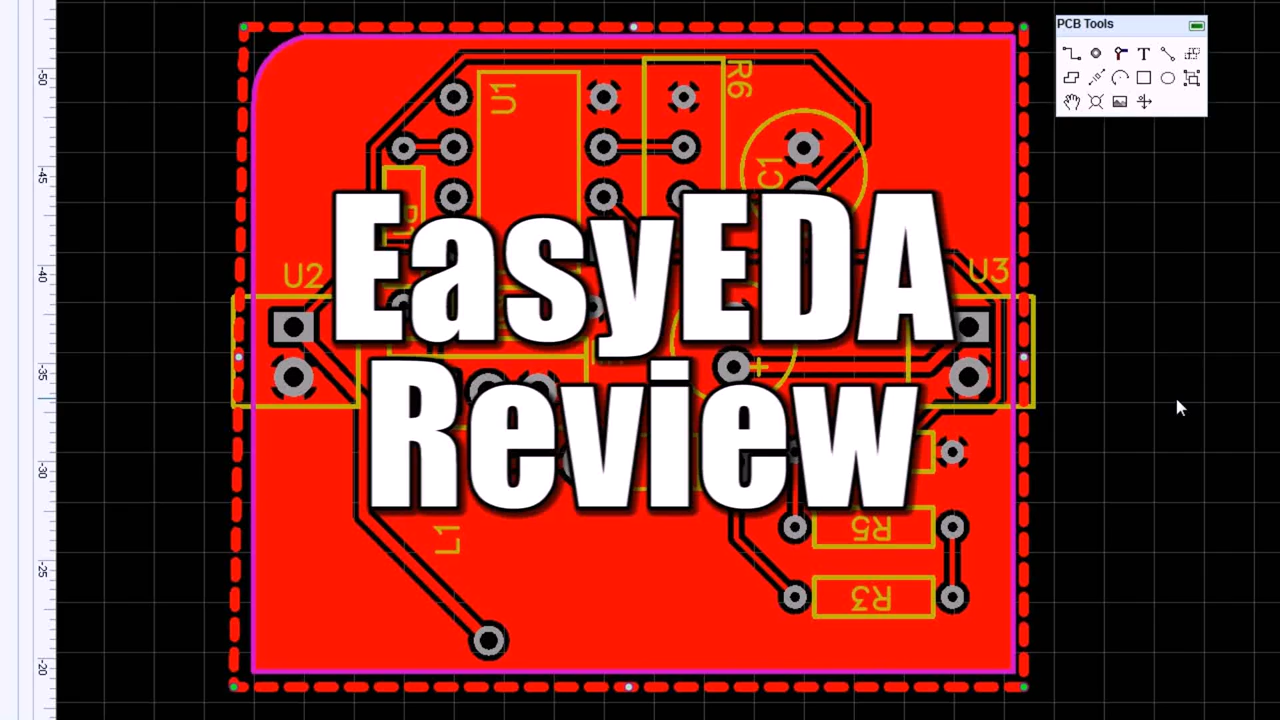 PCB Tools
U1
R6
C1
U2
U3
EasyEDA
Review
L1
R5
R3
-50
-45
-40
-35
-30
-25
-20